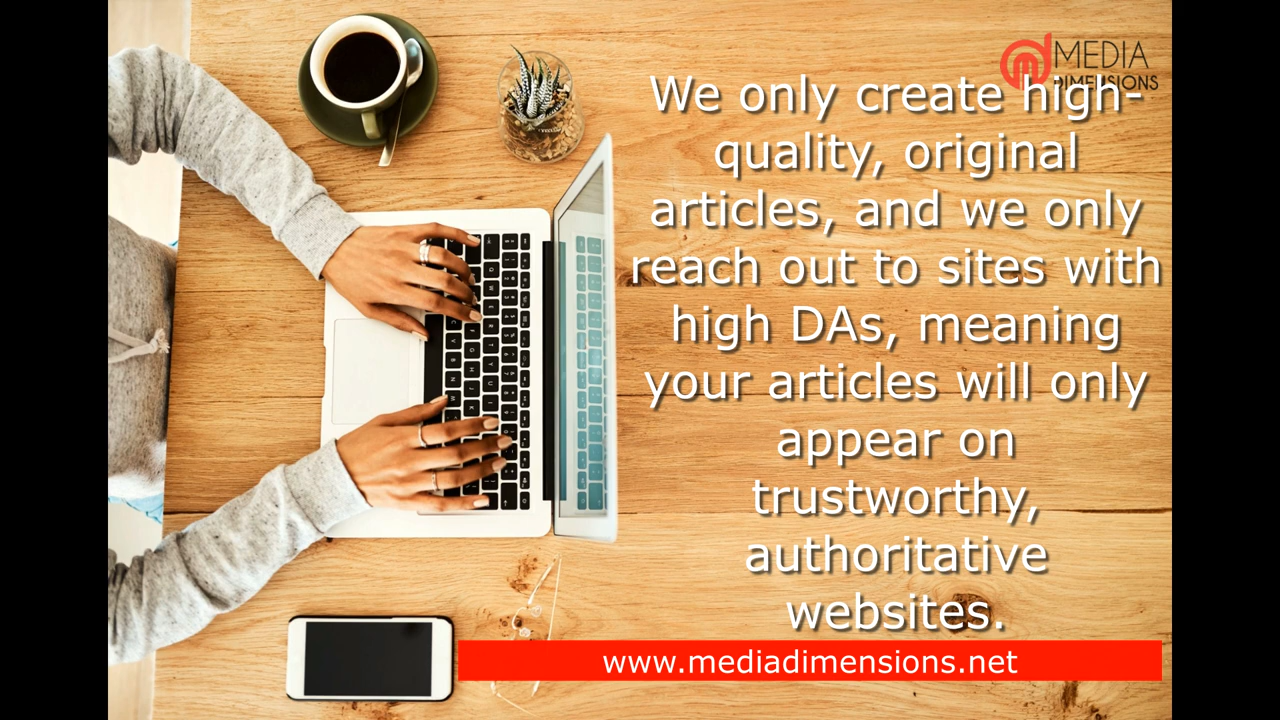 MEDIA
DIMENSIONS
We only create high-
quality, original
articles, and we only
reach out to sites with
high DAs, meaning
your articles will only
appear on
trustworthy,
authoritative
websites.
www.mediadimensions.net